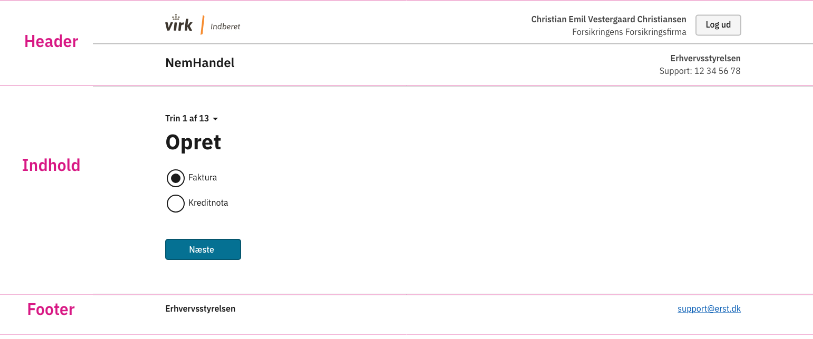 Header
virk Indberet
Christian Emil Vestergaard Christiansen
Forsikringens Forsikringsfirma
Log ud
NemHandel
Erhvervsstyrelsen
Support: 12 34 56 78
Indhold
Trin 1 af 13
Opret
Faktura
Kreditnota
Næste
Footer
Erhvervsstyrelsen
support@erst.dk